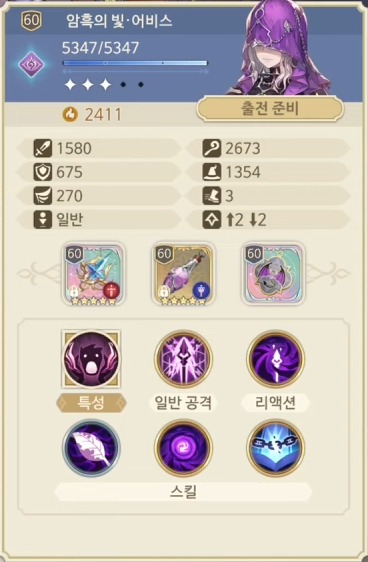 60 암흑의 빛·어비스
5347/5347
2411
출전 준비
1580 2673
675 1354
270 3
일반 ⬆2 ⬇2
60 60 60
특성 일반 공격 리액션
스킬